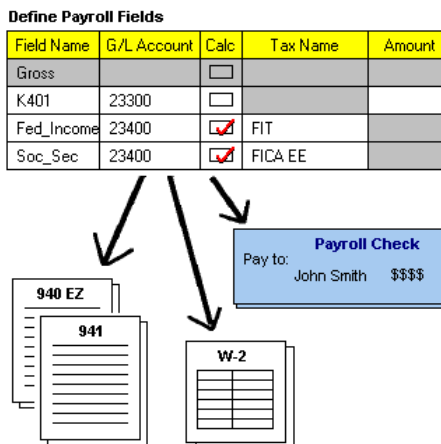 Define Payroll Fields
Field Name G/L Account Calc Tax Name Amount
Gross
K401 23300
Fed_Income 23400 FIT
Soc_Sec 23400 FICA EE
Payroll Check
Pay to:
John Smith $$$$
940 EZ
941
W-2